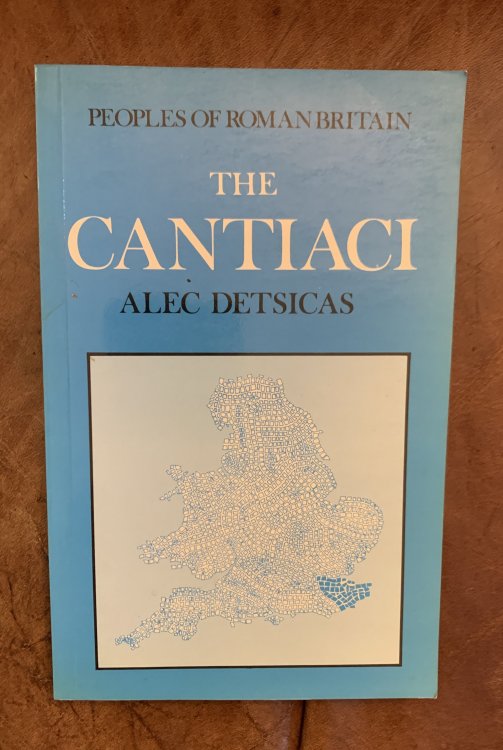 PEOPLES OF ROMAN BRITAIN
THE
CANTIACI
ALEC DETSICAS